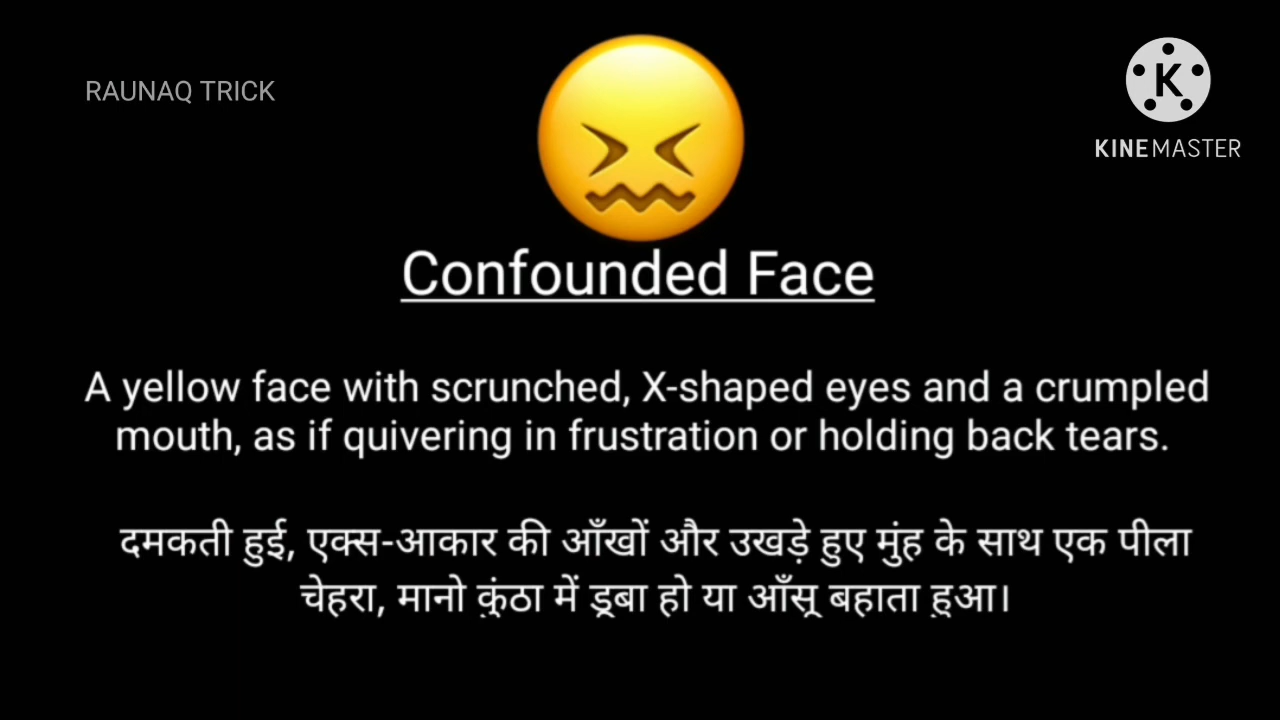 RAUNAQ TRICK
K
KINEMASTER
Confounded Face
A yellow face with scrunched, X-shaped eyes and a crumpled
mouth, as if quivering in frustration or holding back tears.
दमकती हुई, एक्स-आकार की आँखों और उखड़े हुए मुंह के साथ एक पीला
चेहरा, मानो कुंठा में डूबा हो या आँसू बहाता हुआ।